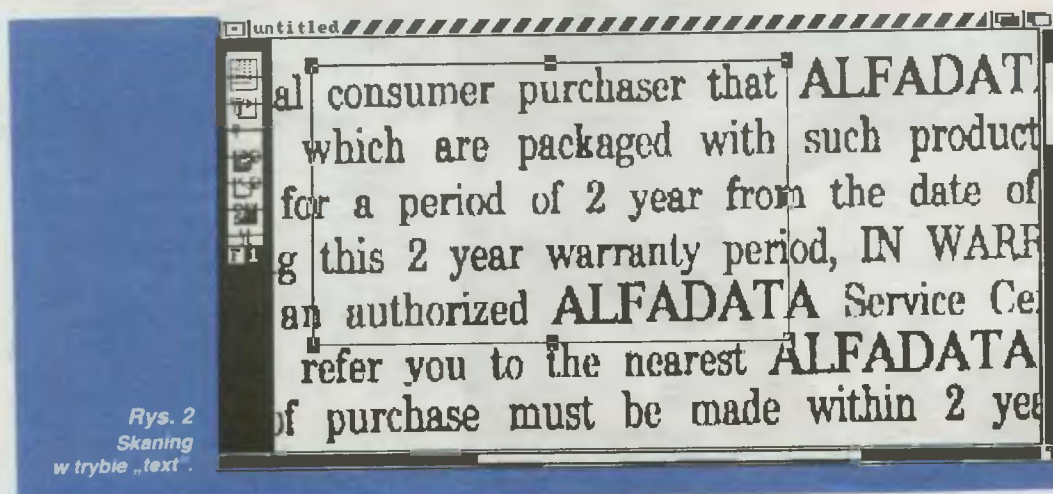 untitled
al consumer purchaser that ALFADAT
which are packaged with such product
for a period of 2 year from the date of
g this 2 year warranty period, IN WARR
an authorized ALFADATA Service Ce
refer you to the nearest ALFADATA
of purchase must be made within 2 yea
Rys. 2
Skaning
w trybie „text”.